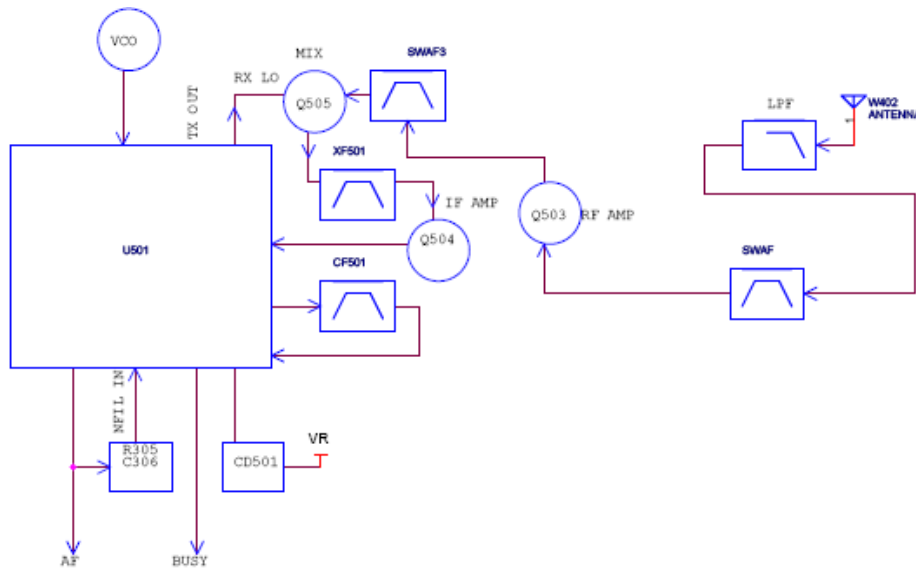 VCO
MIX
SWAF3
RX LO
TX OUT
Q505
LPF
W402
ANTENNA
1
XF501
IF AMP
Q503
RF AMP
Q504
U501
CF501
SWAF
NFIL IN
R305
C306
CD501
VR
AF
BUSY